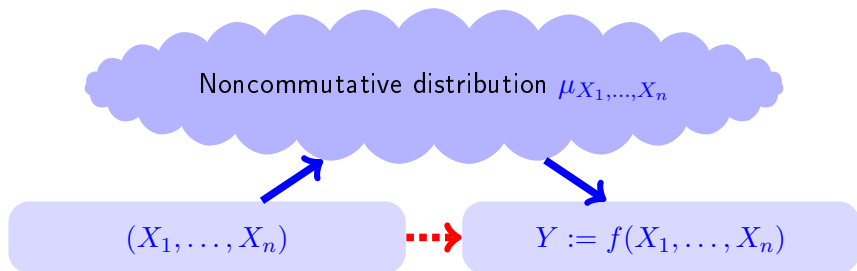 Noncommutative distribution μ_{X_1,...,X_n}
(X_1, . . . , X_n)
Y := f(X_1, . . . , X_n)